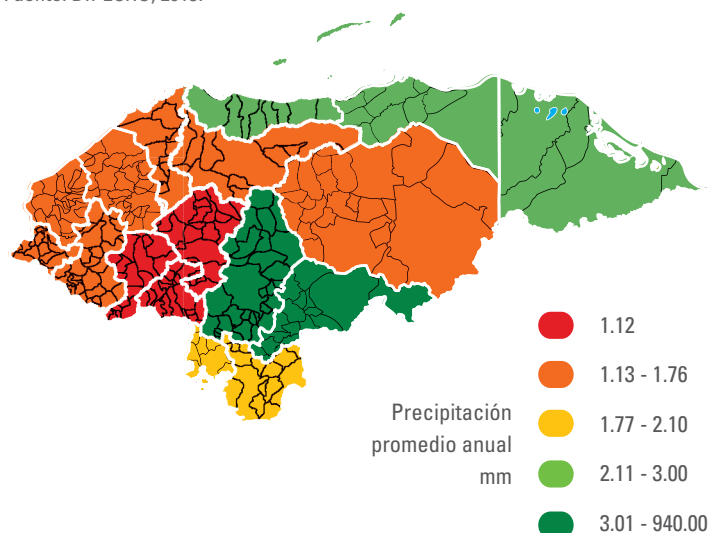 1.12
1.13 - 1.76
Precipitación
promedio anual
mm
1.77 - 2.10
2.11 - 3.00
3.01 - 940.00